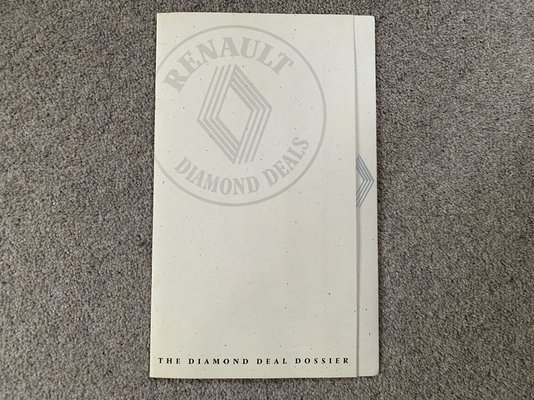 RENAULT
DIAMOND DEALS
THE DIAMOND DEAL DOSSIER